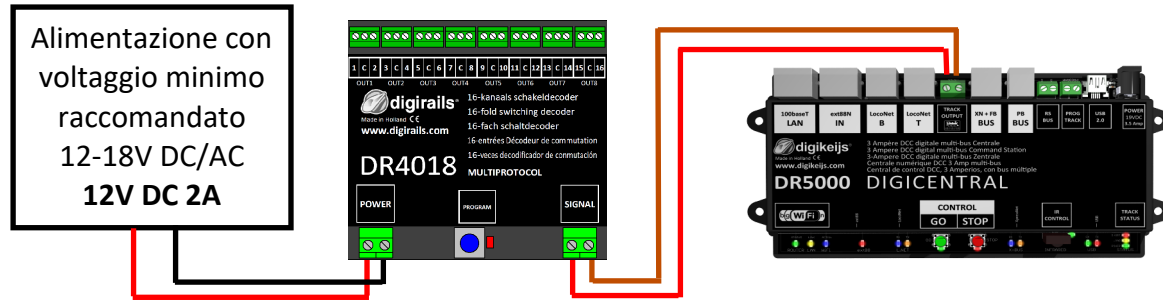 Alimentazione con
voltaggio minimo
raccomandato
12-18V DC/AC
12V DC 2A
1 C 2 3 C 4 5 C 6 7 C 8 9 C 10 11 C 12 13 C 14 15 C 16
OUT1 OUT2 OUT3 OUT4 OUT5 OUT6 OUT7 OUT8
digirails
Made in Holland CE
www.digirails.com
16-kanaals schakeldecoder
16-fold switching decoder
16-fach schaltdecoder
16-entrées Décodeur de commutation
16-veces decodificador de conmutación
DR4018 MULTIPROTOCOL
POWER
PROGRAM
SIGNAL
100baseT
LAN
ext88N
IN
LocoNet
B
LocoNet
T
TRACK
OUTPUT
XN + FB
BUS
PB
BUS
RS
BUS
PROG
TRACK
USB
2.0
POWER
19VDC
3.5 Amp
digikeijs
Made in Holland CE
www.digikeijs.com
3 Ampère DCC digitale multi-bus Centrale
3 Ampere DCC digital multi-bus Command Station
3-Ampere DCC digitale multi-bus Zentrale
Centrale numérique DCC 3 Amp multi-bus
Central de control DCC, 3 Amperios, con bus múltiple
DR5000 DIGICENTRAL
WiFi
CONTROL
GO STOP
IR
CONTROL
TRACK
STATUS